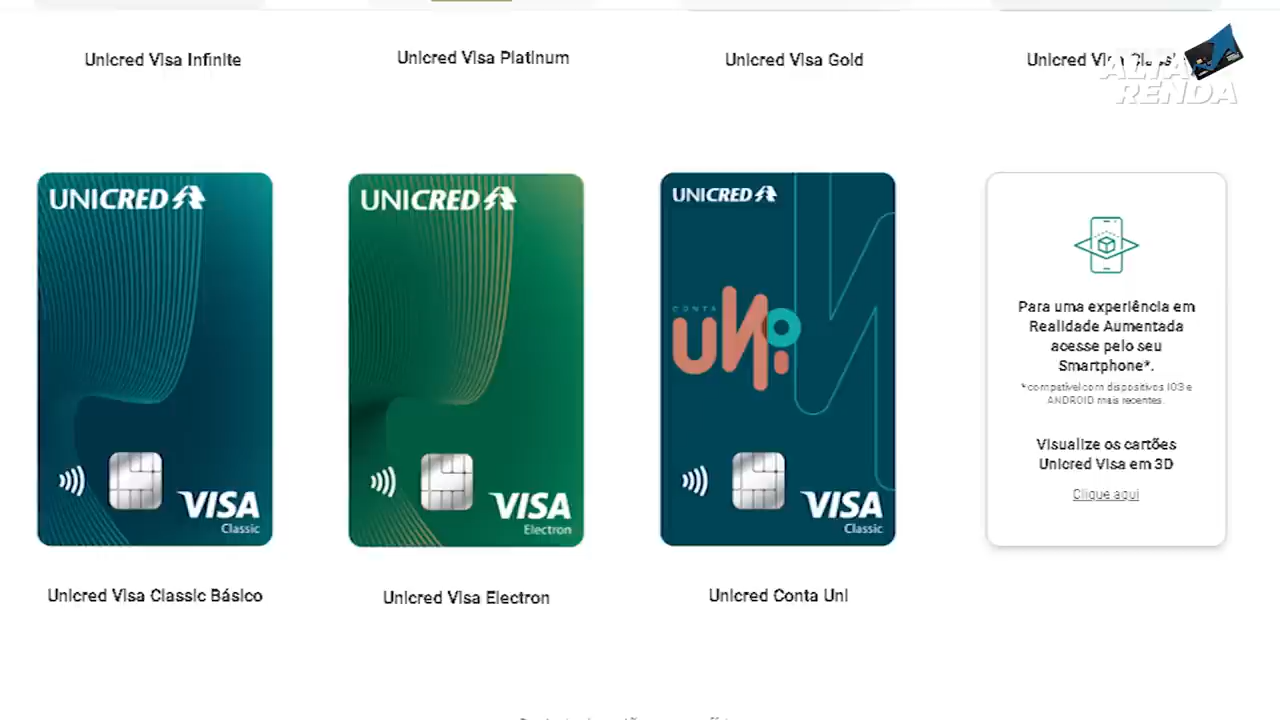 Unicred Visa Infinite
Unicred Visa Platinum
Unicred Visa Gold
Unicred Visa Classic
ALTA
RENDA
UNICRED
VISA
Classic
UNICRED
VISA
Electron
UNICRED
CONTA
uni
VISA
Classic
Para uma experiência em
Realidade Aumentada
acesse pelo seu
Smartphone*.
*compatível com dispositivos IOS e
ANDROID mais recentes.
Visualize os cartões
Unicred Visa em 3D
Clique aqui
Unicred Visa Classic Básico
Unicred Visa Electron
Unicred Conta Uni